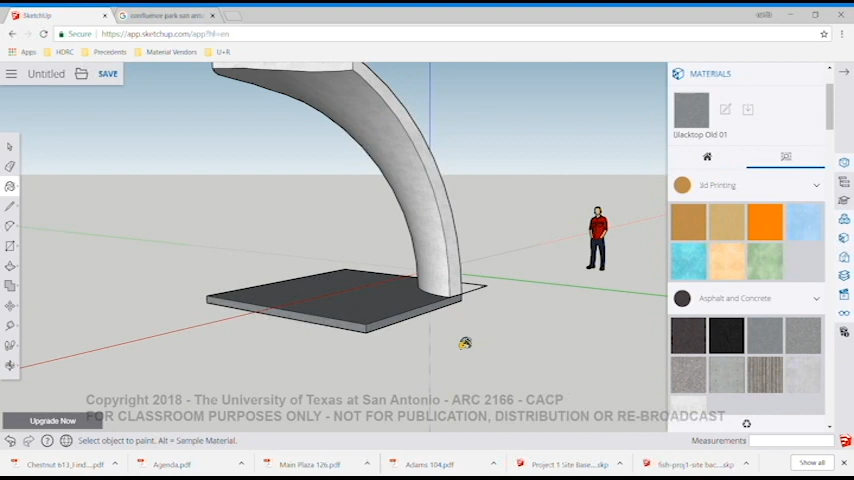 SketchUp
confluence park san anto
Secure
https://app.sketchup.com/app?hl=en
Apps
HDRC
Precedents
Material Vendors
U+R
Untitled
SAVE
MATERIALS
Blacktop Old 01
3d Printing
Asphalt and Concrete
Copyright 2018 - The University of Texas at San Antonio - ARC 2166 - CACP
FOR CLASSROOM PURPOSES ONLY - NOT FOR PUBLICATION, DISTRIBUTION OR RE-BROADCAST
Upgrade Now
Select object to paint. Alt = Sample Material.
Measurements
Chestnut 613_Find....pdf
Agenda.pdf
Main Plaza 126.pdf
Adams 104.pdf
Project 1 Site Base....skp
fish-proj1-site bac....skp
Show all